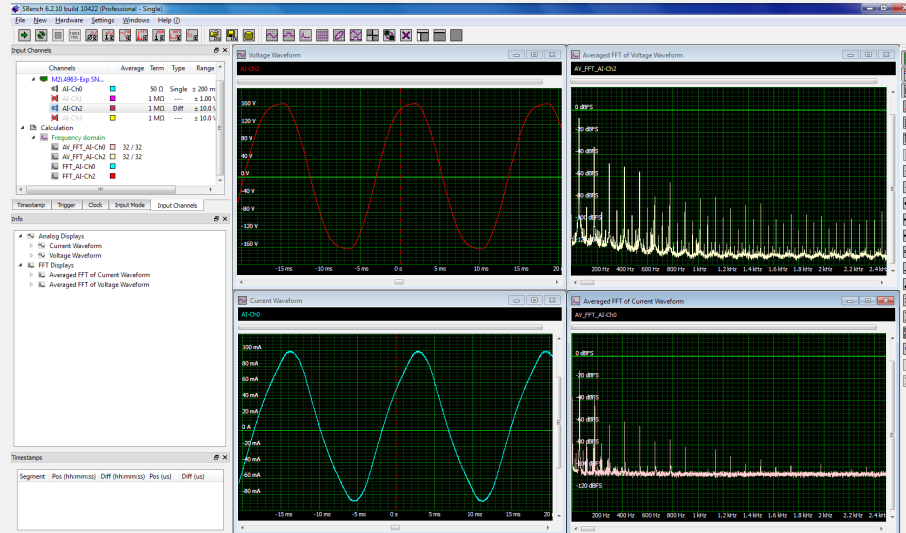 SBench 6.2.10 build 10422 (Professional - Single)
File New Hardware Settings Windows Help (?)
Input Channels
Channels Average Term Type Range
M2i.4963-Exp SN...
AI-Ch0 50 Ω Single ± 200 m
AI-Ch1 1 MΩ --- ± 1.00 \
AI-Ch2 1 MΩ Diff ± 10.0 \
AI-Ch3 1 MΩ --- ± 10.0 \
Calculation
Frequency domain
AV_FFT_AI-Ch0 32 / 32
AV_FFT_AI-Ch2 32 / 32
FFT_AI-Ch0
FFT_AI-Ch2
Timestamp Trigger Clock Input Mode Input Channels
Info
Analog Displays
Current Waveform
Voltage Waveform
FFT Displays
Averaged FFT of Current Waveform
Averaged FFT of Voltage Waveform
Timestamps
Segment Pos (hh:mm:ss) Diff (hh:mm:ss) Pos (us) Diff (us)
Voltage Waveform
AI-Ch2
160 V
120 V
80 V
40 V
0 V
-40 V
-80 V
-120 V
-160 V
-15 ms -10 ms -5 ms 0 s 5 ms 10 ms 15 ms 20
Averaged FFT of Voltage Waveform
AV_FFT_AI-Ch2
0 dBFS
-20 dBFS
-40 dBFS
-60 dBFS
-80 dBFS
-100 dBFS
200 Hz 400 Hz 600 Hz 800 Hz 1 kHz 1.2 kHz 1.4 kHz 1.6 kHz 1.8 kHz 2 kHz 2.2 kHz 2.4 kHz
Current Waveform
AI-Ch0
100 mA
80 mA
60 mA
40 mA
20 mA
0 A
-20 mA
-40 mA
-60 mA
-80 mA
-15 ms -10 ms -5 ms 0 s 5 ms 10 ms 15 ms 20
Averaged FFT of Current Waveform
AV_FFT_AI-Ch0
0 dBFS
-20 dBFS
-40 dBFS
-60 dBFS
-80 dBFS
-100 dBFS
-120 dBFS
200 Hz 400 Hz 600 Hz 800 Hz 1 kHz 1.2 kHz 1.4 kHz 1.6 kHz 1.8 kHz 2 kHz 2.2 kHz 2.4 kHz